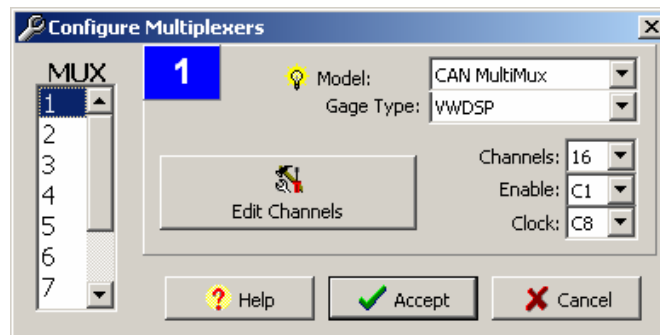 Configure Multiplexers
MUX
1
2
3
4
5
6
7
1
Model: CAN MultiMux
Gage Type: VWDSP
Edit Channels
Channels: 16
Enable: C1
Clock: C8
Help
Accept
Cancel